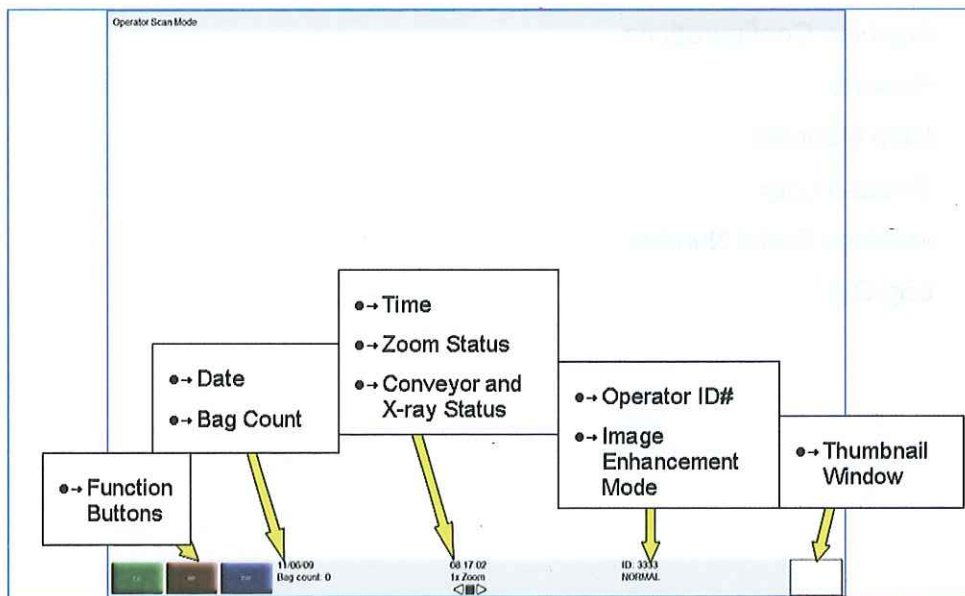 Operator Scan Mode
Time
Zoom Status
Conveyor and
X-ray Status
Date
Bag Count
Operator ID#
Image
Enhancement
Mode
Thumbnail
Window
Function
Buttons
11/06/09
Bag count: 0
08:17:02
1x Zoom
ID: 3333
NORMAL